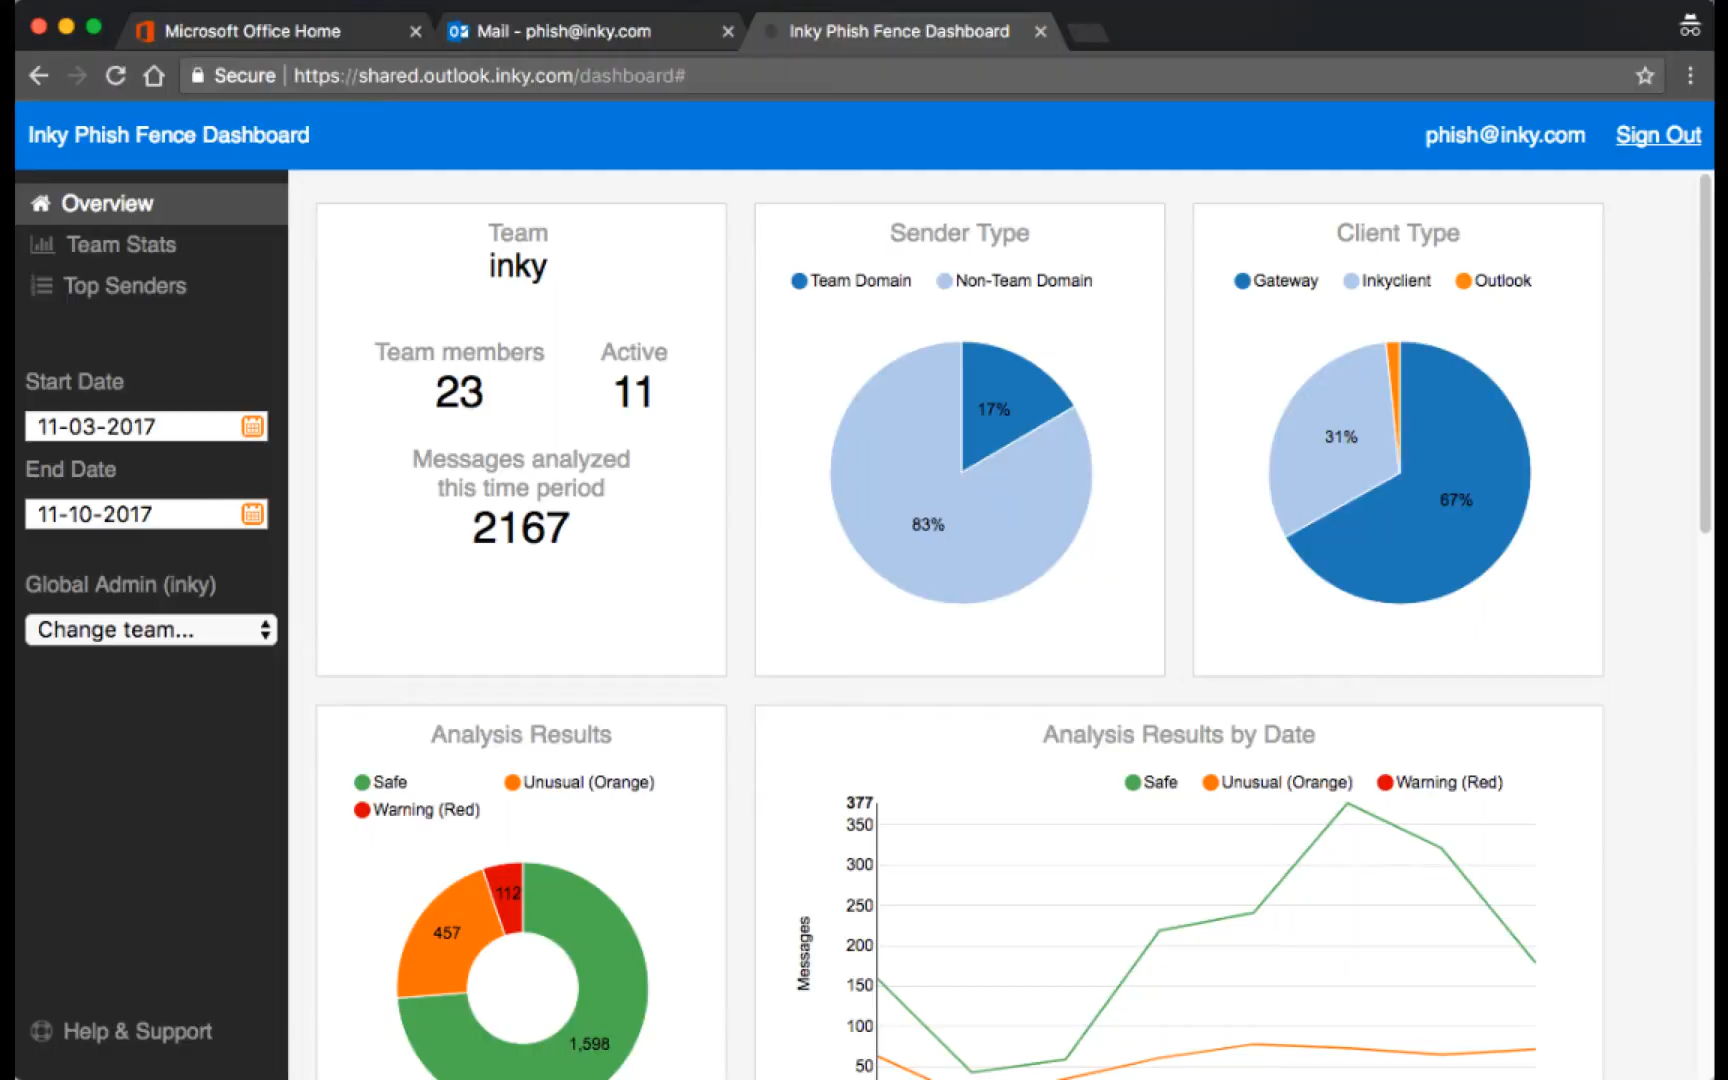 Microsoft Office Home
Mail - phish@inky.com
Inky Phish Fence Dashboard
Secure
https://shared.outlook.inky.com/dashboard#
Inky Phish Fence Dashboard
phish@inky.com
Sign Out
Overview
Team Stats
Top Senders
Start Date
11-03-2017
End Date
11-10-2017
Global Admin (inky)
Change team...
Help & Support
Team
inky
Team members
23
Active
11
Messages analyzed
this time period
2167
Sender Type
Team Domain
Non-Team Domain
17%
83%
Client Type
Gateway
Inkyclient
Outlook
31%
67%
Analysis Results
Safe
Unusual (Orange)
Warning (Red)
112
457
1,598
Analysis Results by Date
Safe
Unusual (Orange)
Warning (Red)
377
350
300
250
200
150
100
50
Messages